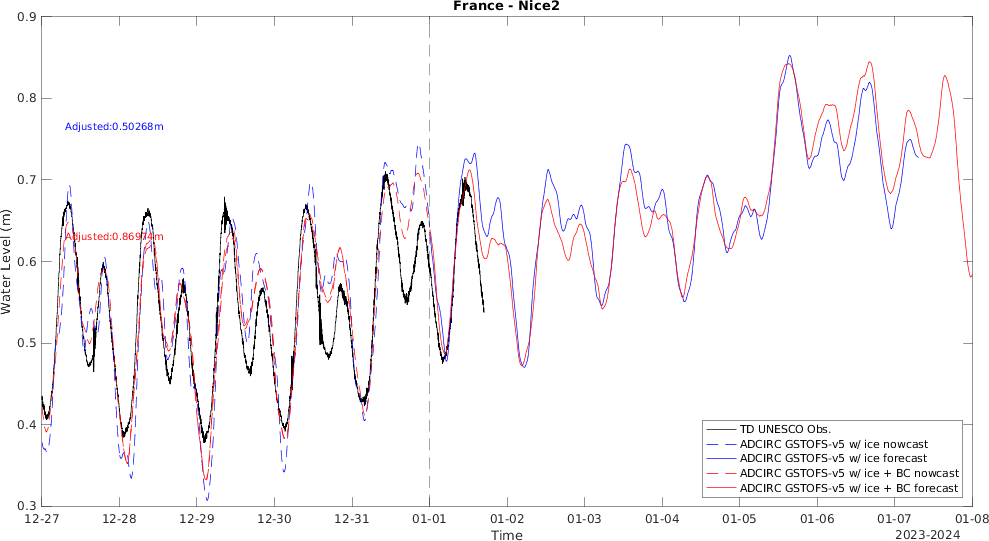 France - Nice2
Water Level (m)
0.9
0.8
0.7
0.6
0.5
0.4
0.3
Adjusted:0.50268m
TD UNESCO Obs.
ADCIRC GSTOFS-v5 w/ ice nowcast
ADCIRC GSTOFS-v5 w/ ice forecast
ADCIRC GSTOFS-v5 w/ ice + BC nowcast
ADCIRC GSTOFS-v5 w/ ice + BC forecast
12-27 12-28 12-29 12-30 12-31 01-01 01-02 01-03 01-04 01-05 01-06 01-07 01-08
Time
2023-2024